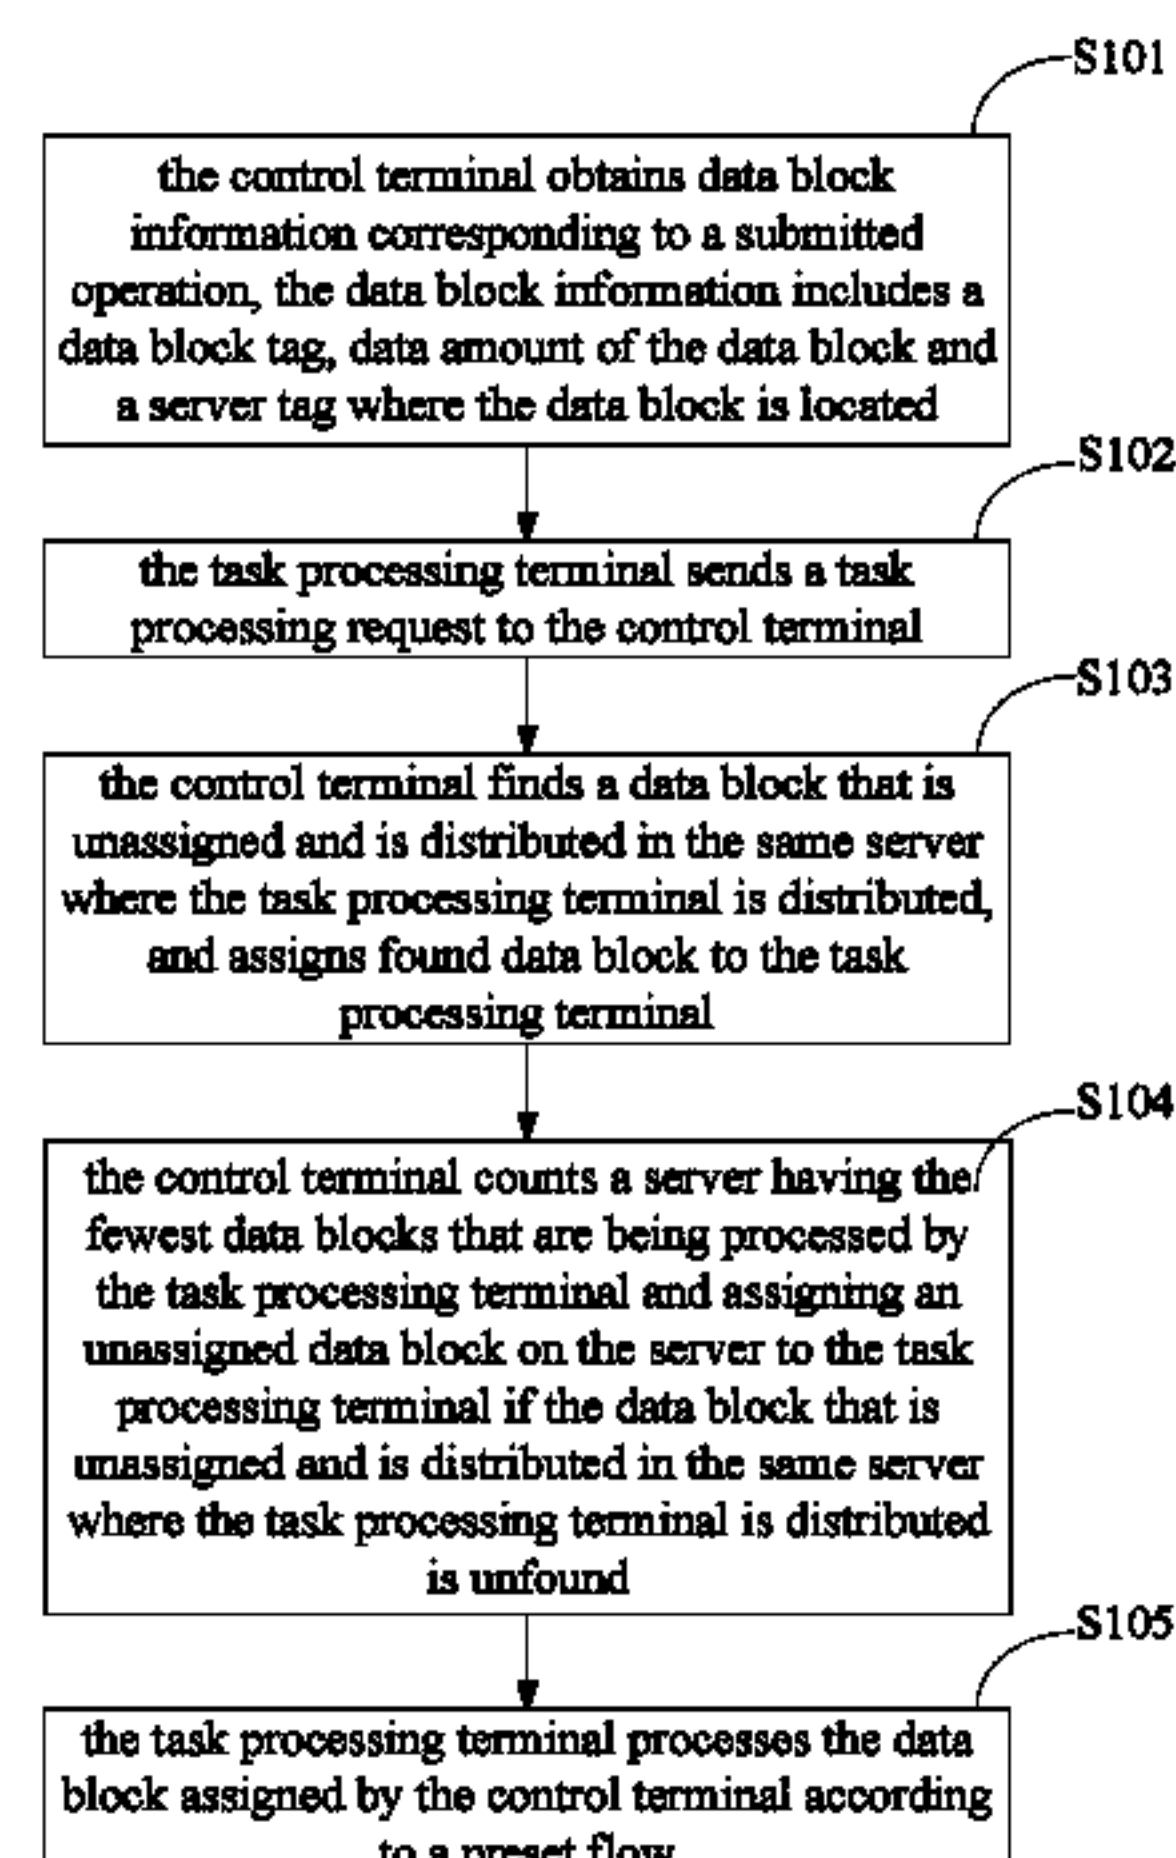 S101
the control terminal obtains data block
information corresponding to a submitted
operation, the data block information includes a
data block tag, data amount of the data block and
a server tag where the data block is located
S102
the task processing terminal sends a task
processing request to the control terminal
S103
the control terminal finds a data block that is
unassigned and is distributed in the same server
where the task processing terminal is distributed,
and assigns found data block to the task
processing terminal
S104
the control terminal counts a server having the
fewest data blocks that are being processed by
the task processing terminal and assigning an
unassigned data block on the server to the task
processing terminal if the data block that is
unassigned and is distributed in the same server
where the task processing terminal is distributed
is unfound
S105
the task processing terminal processes the data
block assigned by the control terminal according
to a preset flow